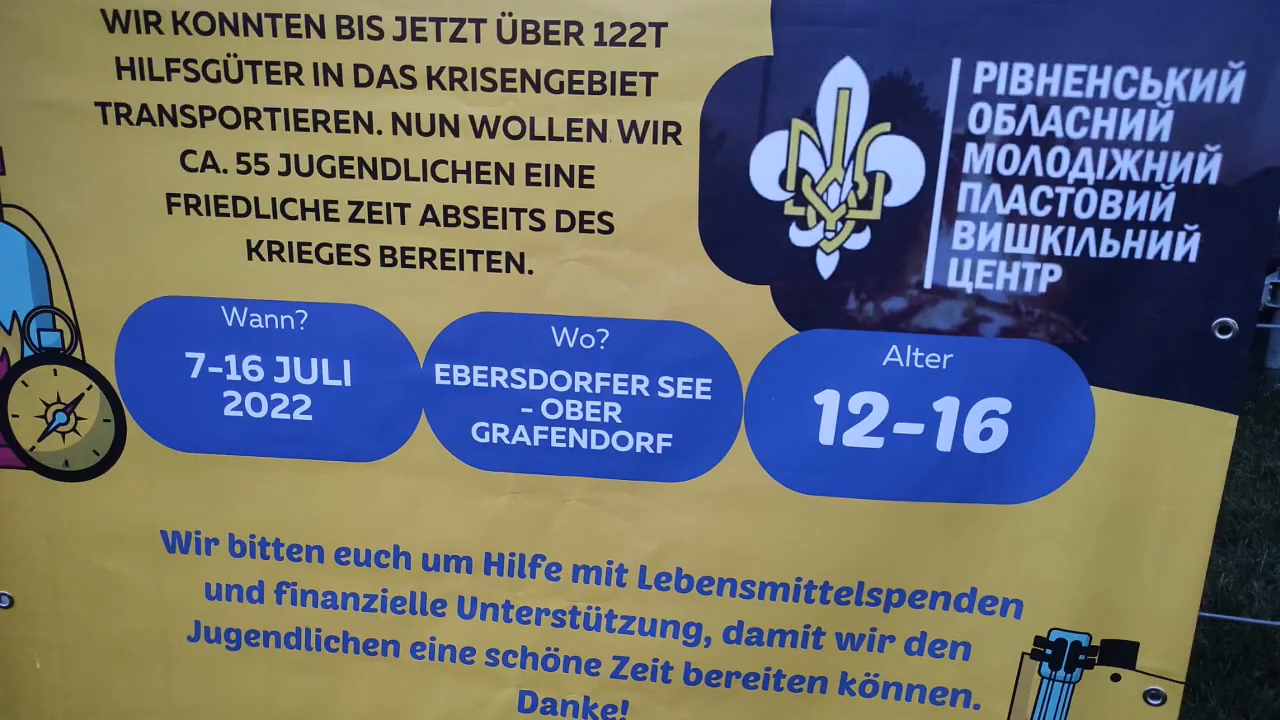 WIR KONNTEN BIS JETZT ÜBER 122T
HILFSGÜTER IN DAS KRISENGEBIET
TRANSPORTIEREN. NUN WOLLEN WIR
CA. 55 JUGENDLICHEN EINE
FRIEDLICHE ZEIT ABSEITS DES
KRIEGES BEREITEN.
РІВНЕНСЬКИЙ
ОБЛАСНИЙ
МОЛОДІЖНИЙ
ПЛАСТОВИЙ
ВИШКІЛЬНИЙ
ЦЕНТР
Wann?
7-16 JULI
2022
Wo?
EBERSDORFER SEE
- OBER
GRAFENDORF
Alter
12-16
Wir bitten euch um Hilfe mit Lebensmittelspenden
und finanzielle Unterstützung, damit wir den
Jugendlichen eine schöne Zeit bereiten können.
Danke!